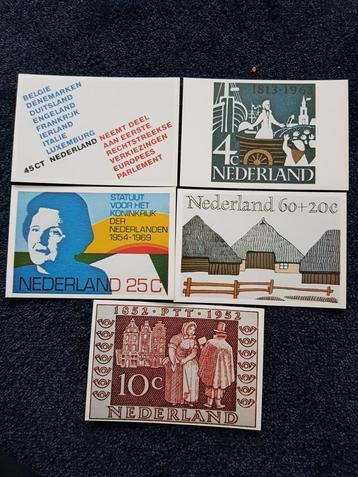 BELGIE
DENEMARKEN
DUITSLAND
ENGELAND
FRANKRIJK
IERLAND
ITALIE
LUXEMBURG
45CT NEDERLAND NEEMT DEEL
AAN EERSTE
RECHTSTREEKSE
VERKIEZINGEN
EUROPEES
PARLEMENT
1813-1963
4c
NEDERLAND
STATUUT
VOOR HET
KONINKRIJK
DER
NEDERLANDEN
1954-1969
NEDERLAND 25C
Nederland 60+20c
1852·PTT·1952
10c
NEDERLAND